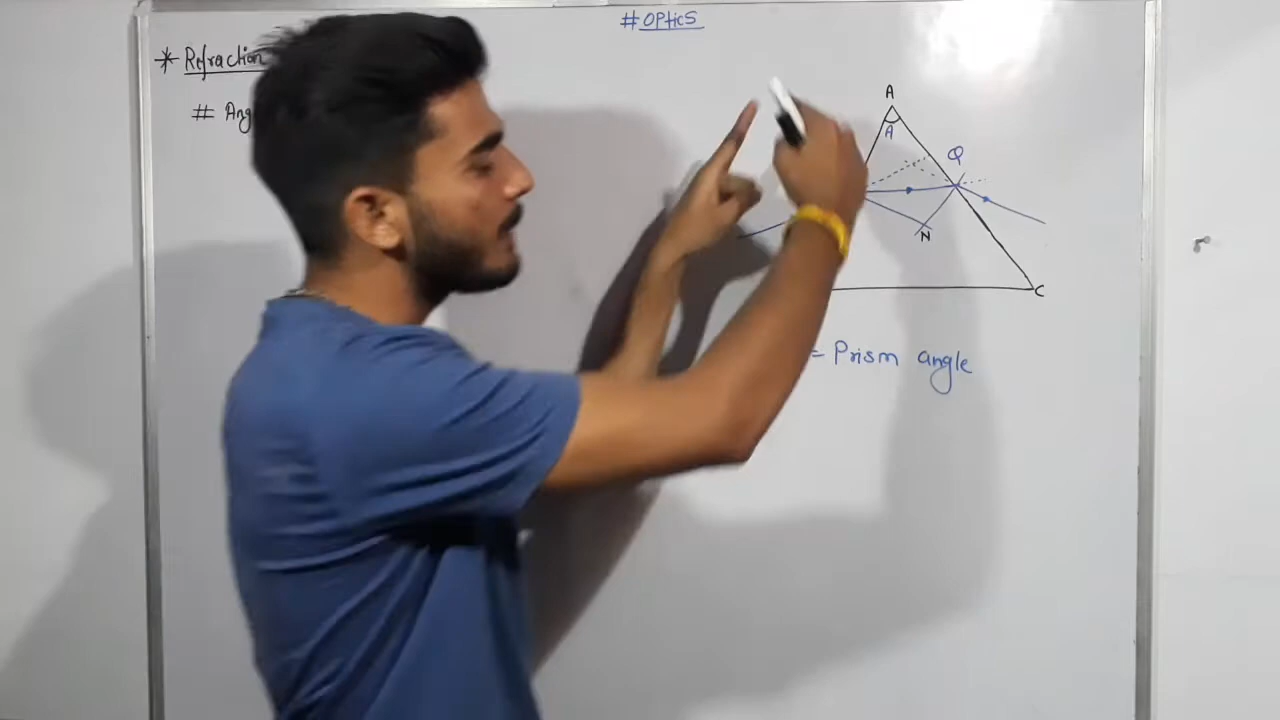 # OPtics
* Refraction
# Ang
A
A
Q
N
C
= Prism angle